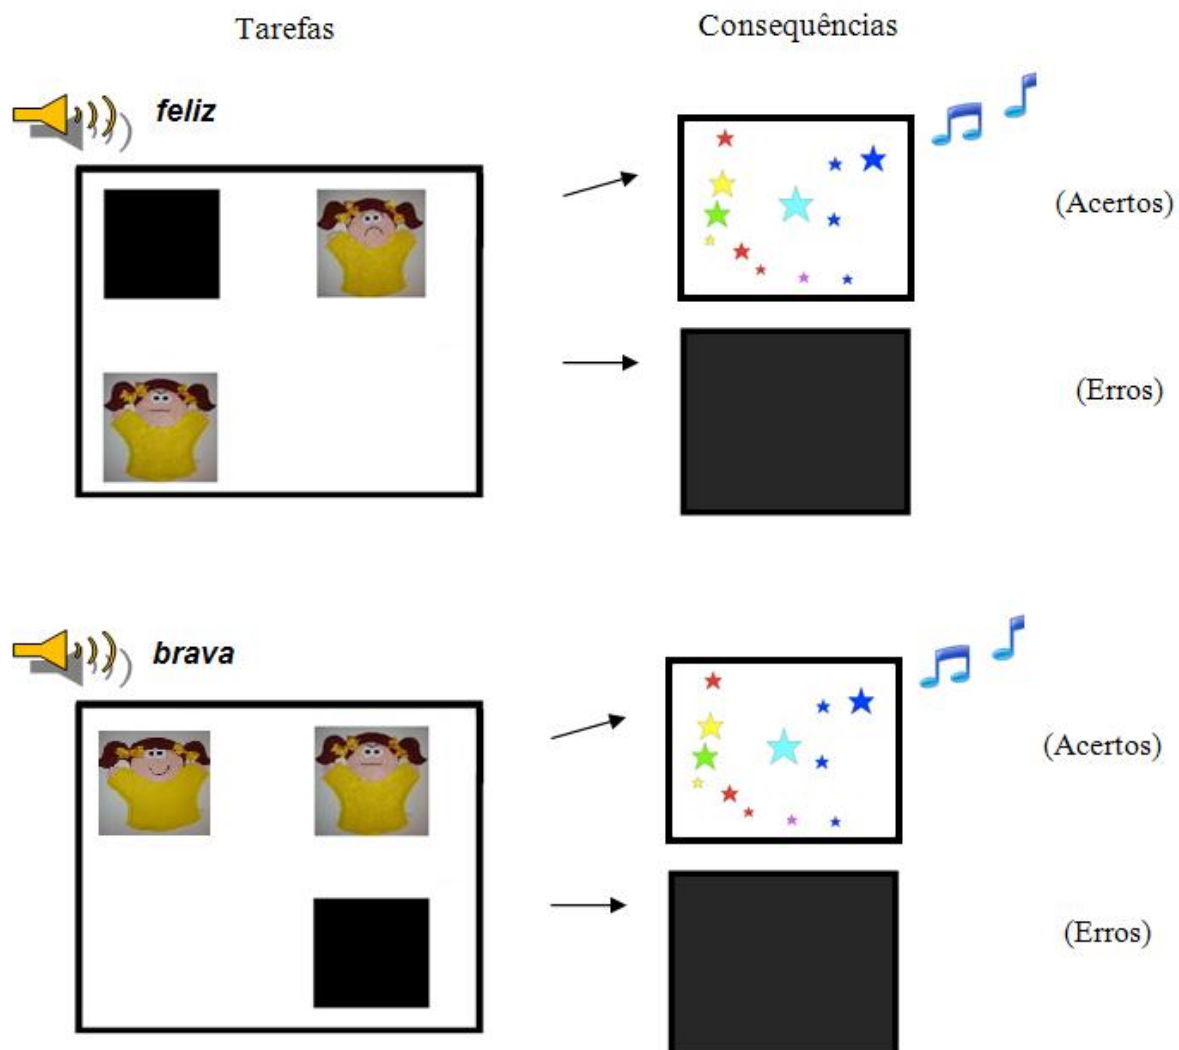 Tarefas
Consequências
feliz
(Acertos)
(Erros)
brava
(Acertos)
(Erros)